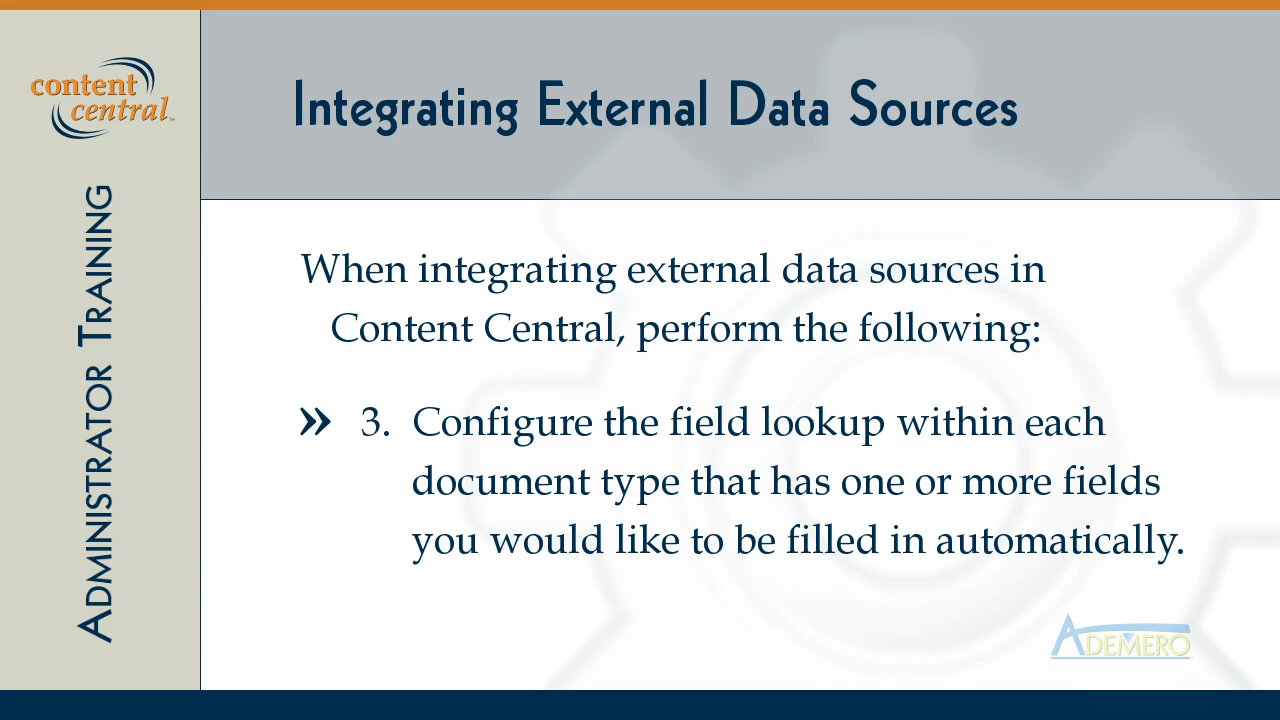 content
central™
ADMINISTRATOR TRAINING
Integrating External Data Sources
When integrating external data sources in
Content Central, perform the following:
» 3. Configure the field lookup within each
document type that has one or more fields
you would like to be filled in automatically.
ADEMERO